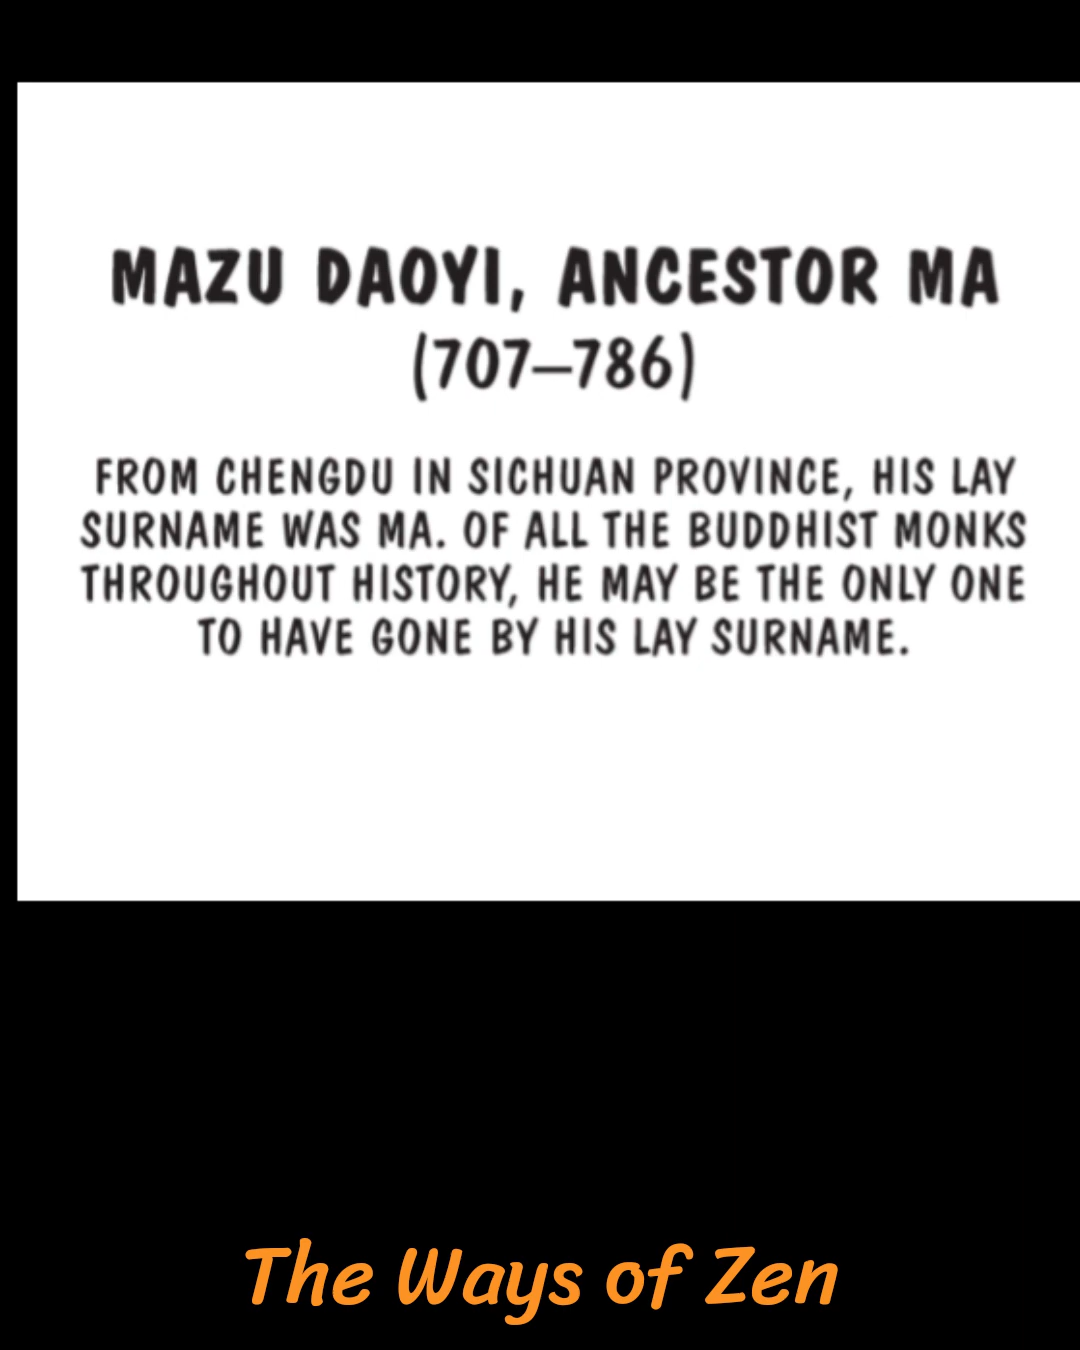 MAZU DAOYI, ANCESTOR MA
(707–786)
FROM CHENGDU IN SICHUAN PROVINCE, HIS LAY
SURNAME WAS MA. OF ALL THE BUDDHIST MONKS
THROUGHOUT HISTORY, HE MAY BE THE ONLY ONE
TO HAVE GONE BY HIS LAY SURNAME.
The Ways of Zen